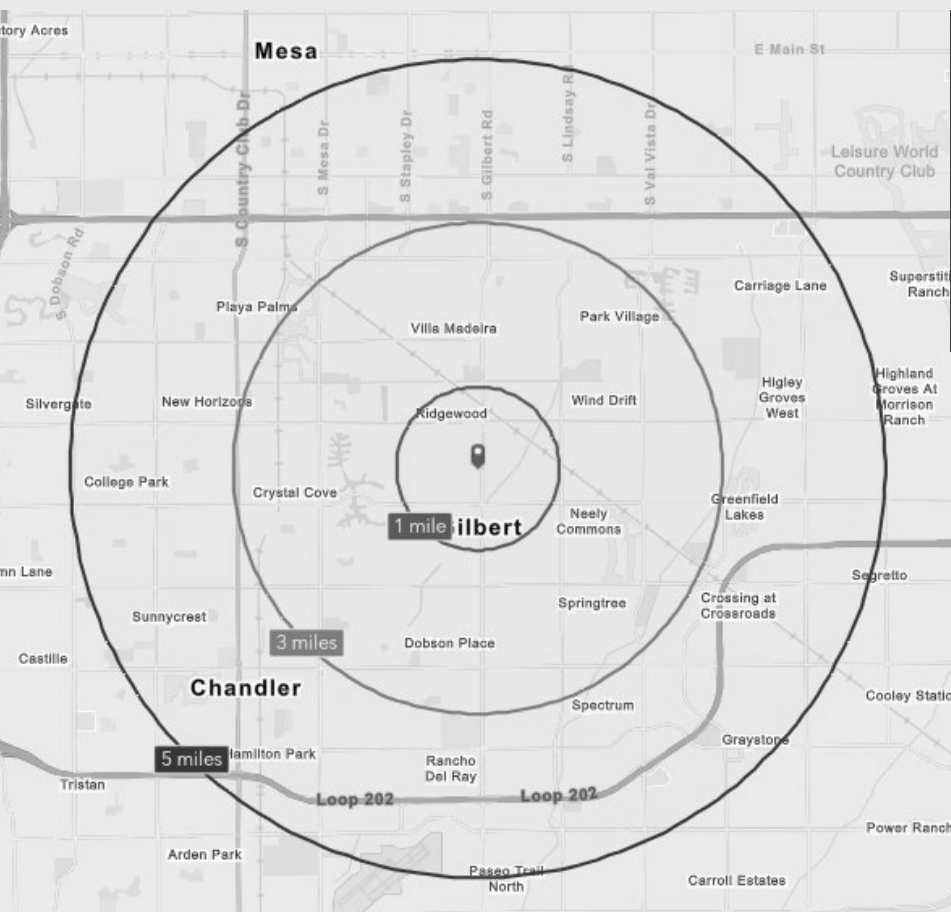 tory Acres
Mesa
E Main St
S Country Club Dr
S Mesa Dr
S Stapley Dr
S Gilbert Rd
S Lindsay Rd
S Val Vista Dr
Leisure World
Country Club
S Dobson Rd
Superstiti
Ranch
Carriage Lane
Playa Palms
Villa Madeira
Park Village
Highland
Groves At
Morrison
Ranch
Higley
Groves
West
Silvergate
New Horizons
Ridgewood
Wind Drift
College Park
Crystal Cove
Greenfield
Lakes
Neely
Commons
1 mile
ilbert
mn Lane
Segretto
Crossing at
Crossroads
Springtree
Sunnycrest
3 miles
Dobson Place
Castille
Chandler
Cooley Static
Spectrum
Graystone
5 miles
Hamilton Park
Rancho
Del Ray
Tristan
Loop 202
Loop 202
Power Ranch
Arden Park
Paseo Trail
North
Carroll Estates